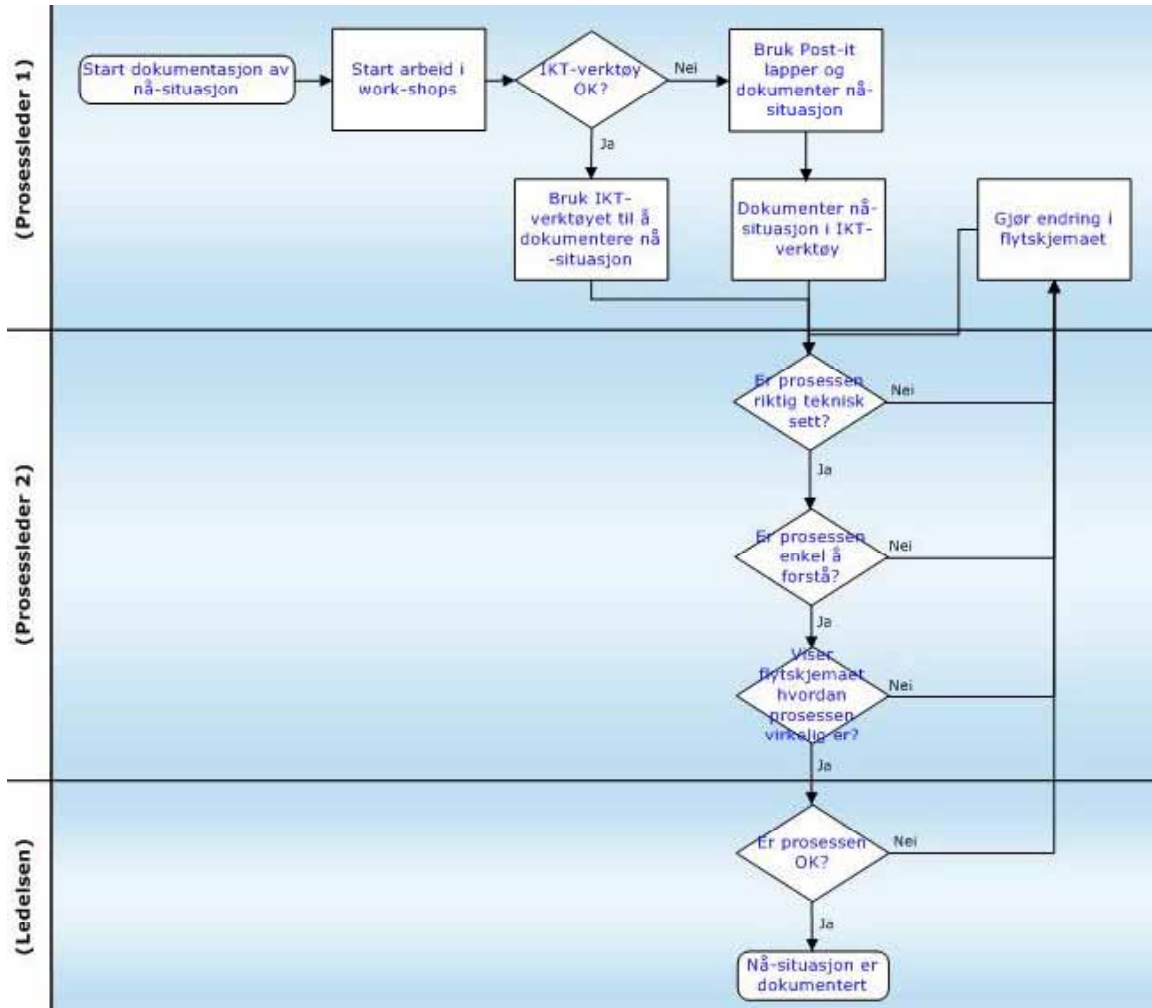 (Prosessleder 1)
Start dokumentasjon av
nå-situasjon
Start arbeid i
work-shops
IKT-verktøy
OK?
Nei
Bruk Post-it
lapper og
dokumenter nå-
situasjon
Ja
Bruk IKT-
verktøyet til å
dokumentere nå
-situasjon
Dokumenter nå-
situasjon i IKT-
verktøy
Gjør endring i
flytskjemaet
(Prosessleder 2)
Er prosessen
riktig teknisk
sett?
Nei
Ja
Er prosessen
enkel å
forstå?
Nei
Ja
Viser
flytskjemaet
hvordan
prosessen
virkelig er?
Nei
Ja
(Ledelsen)
Er prosessen
OK?
Nei
Ja
Nå-situasjon er
dokumentert